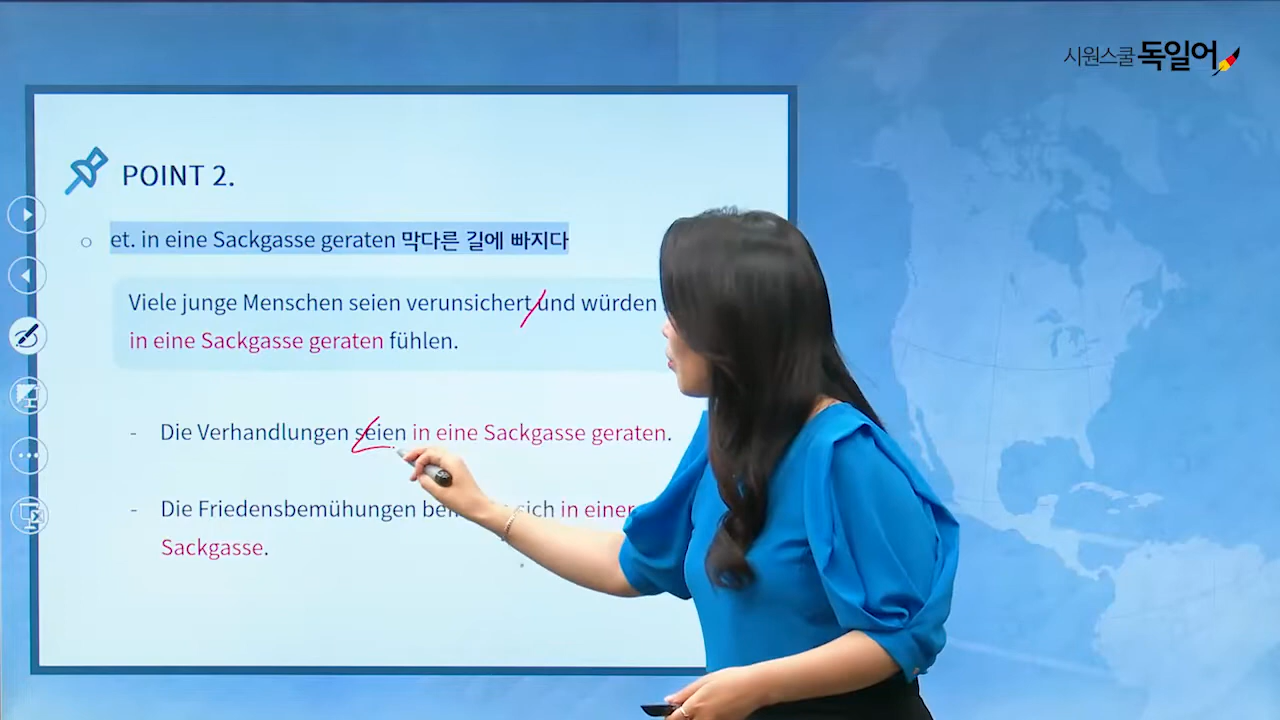 시원스쿨 독일어
POINT 2.
et. in eine Sackgasse geraten 막다른 길에 빠지다
Viele junge Menschen seien verunsichert und würden
in eine Sackgasse geraten fühlen.
- Die Verhandlungen seien in eine Sackgasse geraten.
- Die Friedensbemühungen sich in einer
Sackgasse.